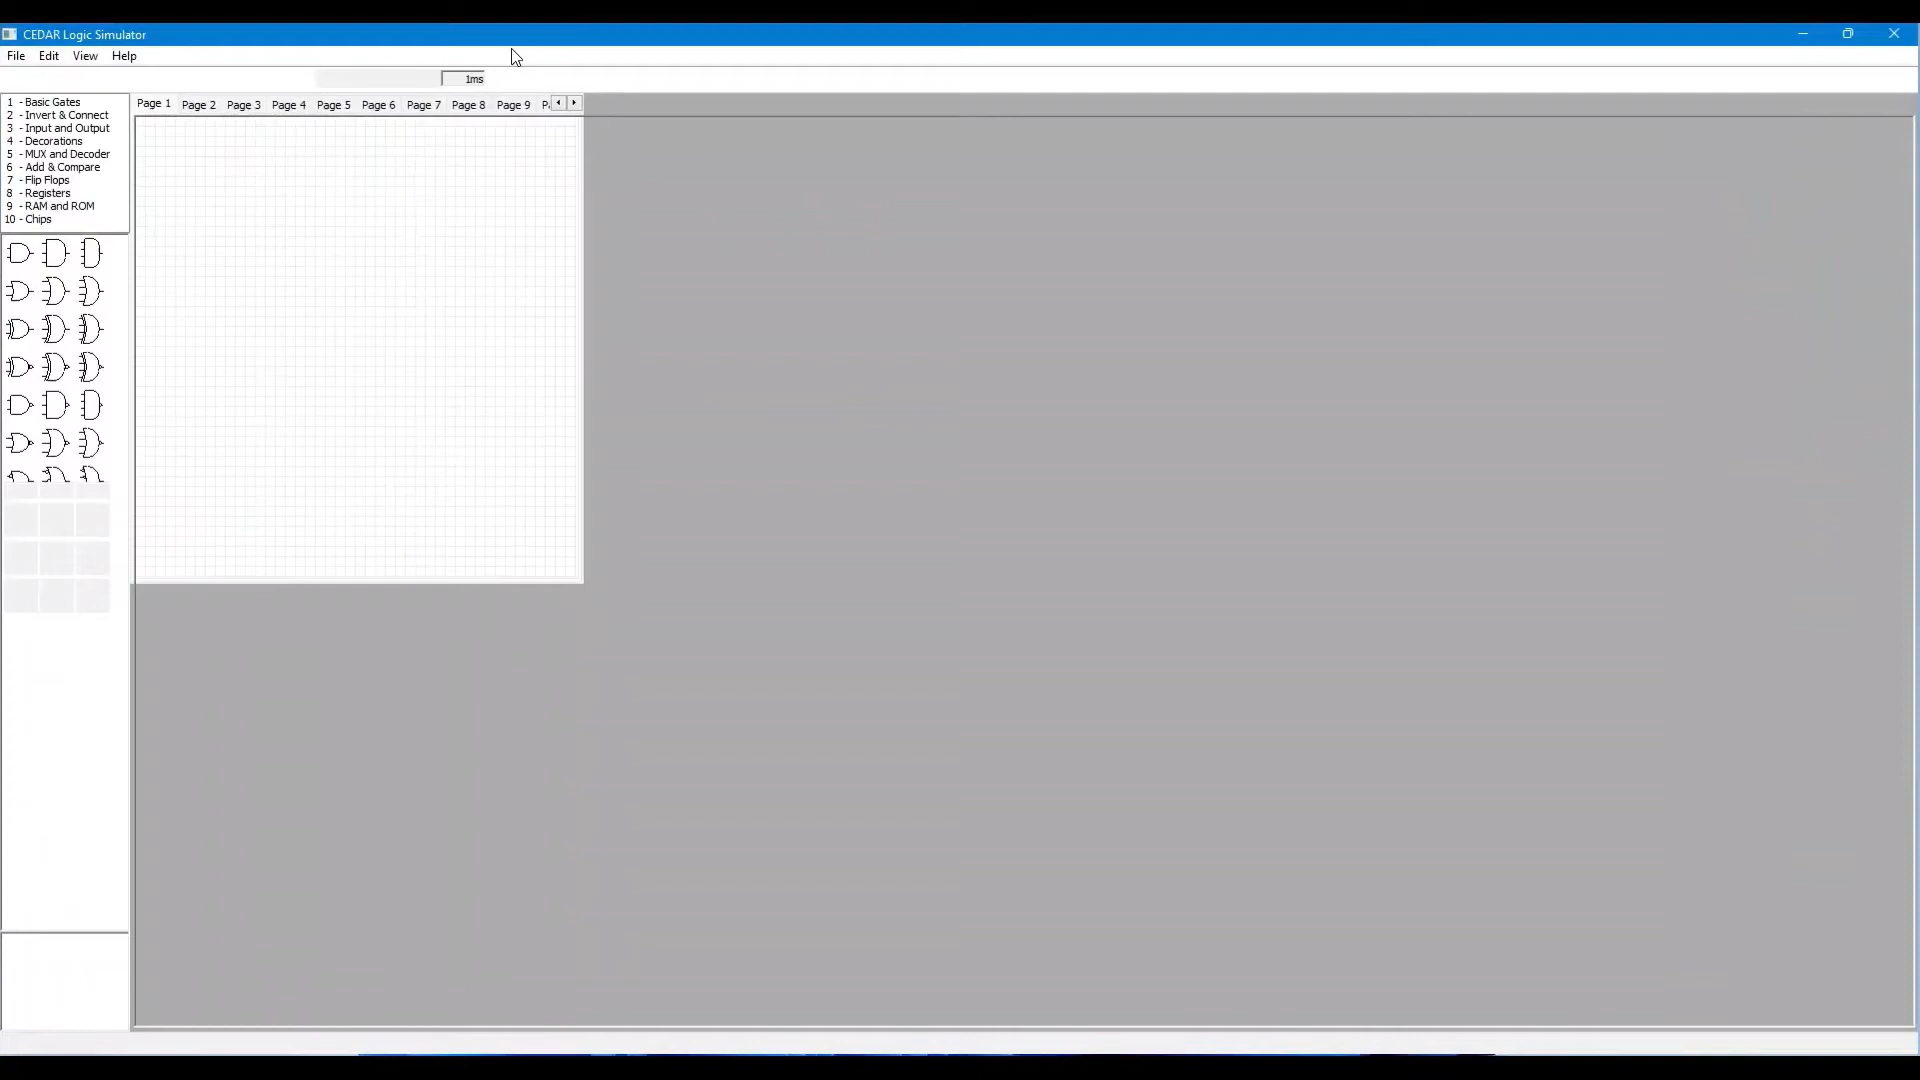 CEDAR Logic Simulator
File Edit View Help
1ms
1 - Basic Gates
2 - Invert & Connect
3 - Input and Output
4 - Decorations
5 - MUX and Decoder
6 - Add & Compare
7 - Flip Flops
8 - Registers
9 - RAM and ROM
10 - Chips
Page 1 Page 2 Page 3 Page 4 Page 5 Page 6 Page 7 Page 8 Page 9